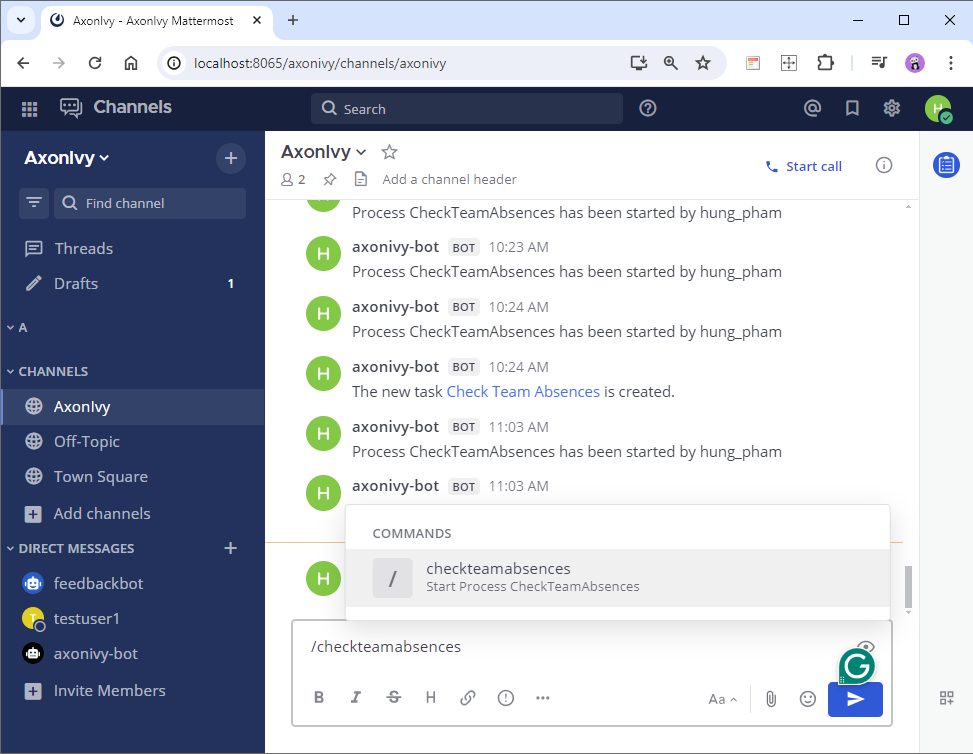 AxonIvy - AxonIvy Mattermost
localhost:8065/axonivy/channels/axonivy
Channels
Search
H
AxonIvy
Find channel
Threads
Drafts 1
A
CHANNELS
AxonIvy
Off-Topic
Town Square
Add channels
DIRECT MESSAGES
feedbackbot
T testuser1
axonivy-bot
Invite Members
AxonIvy
2 Add a channel header
Start call
Process CheckTeamAbsences has been started by hung_pham
H axonivy-bot BOT 10:23 AM
Process CheckTeamAbsences has been started by hung_pham
H axonivy-bot BOT 10:24 AM
Process CheckTeamAbsences has been started by hung_pham
H axonivy-bot BOT 10:24 AM
The new task Check Team Absences is created.
H axonivy-bot BOT 11:03 AM
Process CheckTeamAbsences has been started by hung_pham
H axonivy-bot BOT 11:03 AM
COMMANDS
H
/ checkteamabsences
Start Process CheckTeamAbsences
/checkteamabsences
G
B I S H Aa